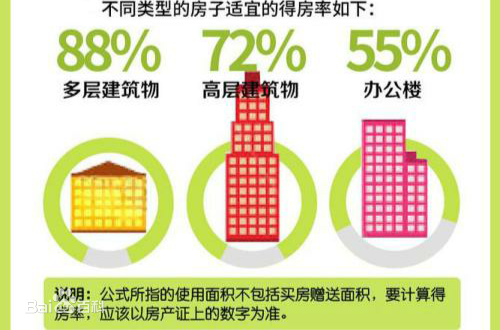 不同类型的房子适宜的得房率如下：
88% 72% 55%
多层建筑物 高层建筑物 办公楼
说明：公式所指的使用面积不包括买房赠送面积，要计算得
房率，应该以房产证上的数字为准。
Bai 百科